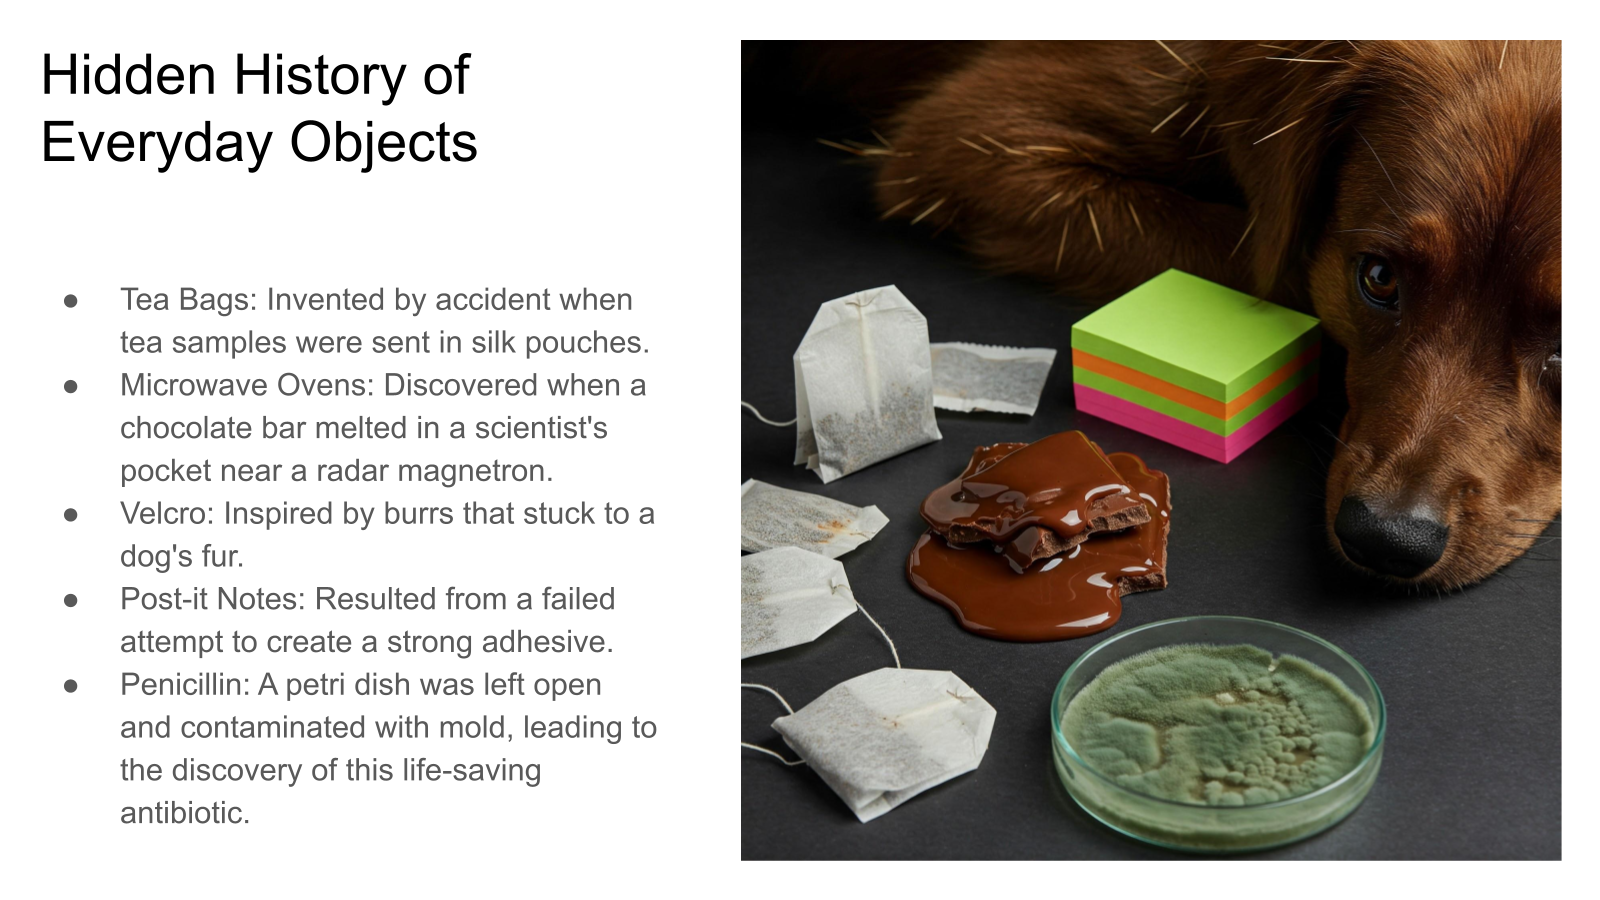 Hidden History of
Everyday Objects
● Tea Bags: Invented by accident when
tea samples were sent in silk pouches.
● Microwave Ovens: Discovered when a
chocolate bar melted in a scientist's
pocket near a radar magnetron.
● Velcro: Inspired by burrs that stuck to a
dog's fur.
● Post-it Notes: Resulted from a failed
attempt to create a strong adhesive.
● Penicillin: A petri dish was left open
and contaminated with mold, leading to
the discovery of this life-saving
antibiotic.